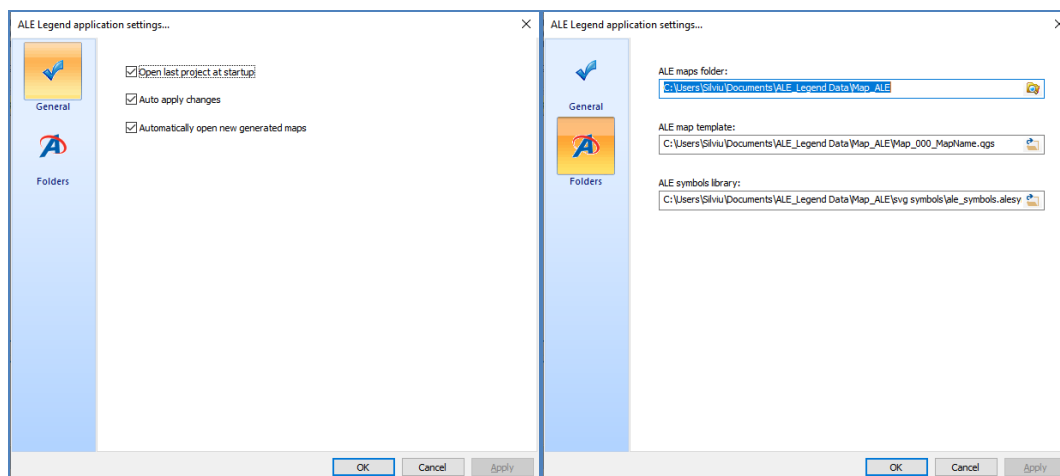 ALE Legend application settings...
General
Folders
Open last project at startup
Auto apply changes
Automatically open new generated maps
OK
Cancel
Apply
ALE Legend application settings...
General
Folders
ALE maps folder:
C:\Users\Silviu\Documents\ALE_Legend Data\Map_ALE
ALE map template:
C:\Users\Silviu\Documents\ALE_Legend Data\Map_ALE\Map_000_MapName.qgs
ALE symbols library:
C:\Users\Silviu\Documents\ALE_Legend Data\Map_ALE\svg symbols\ale_symbols.alesy
OK
Cancel
Apply